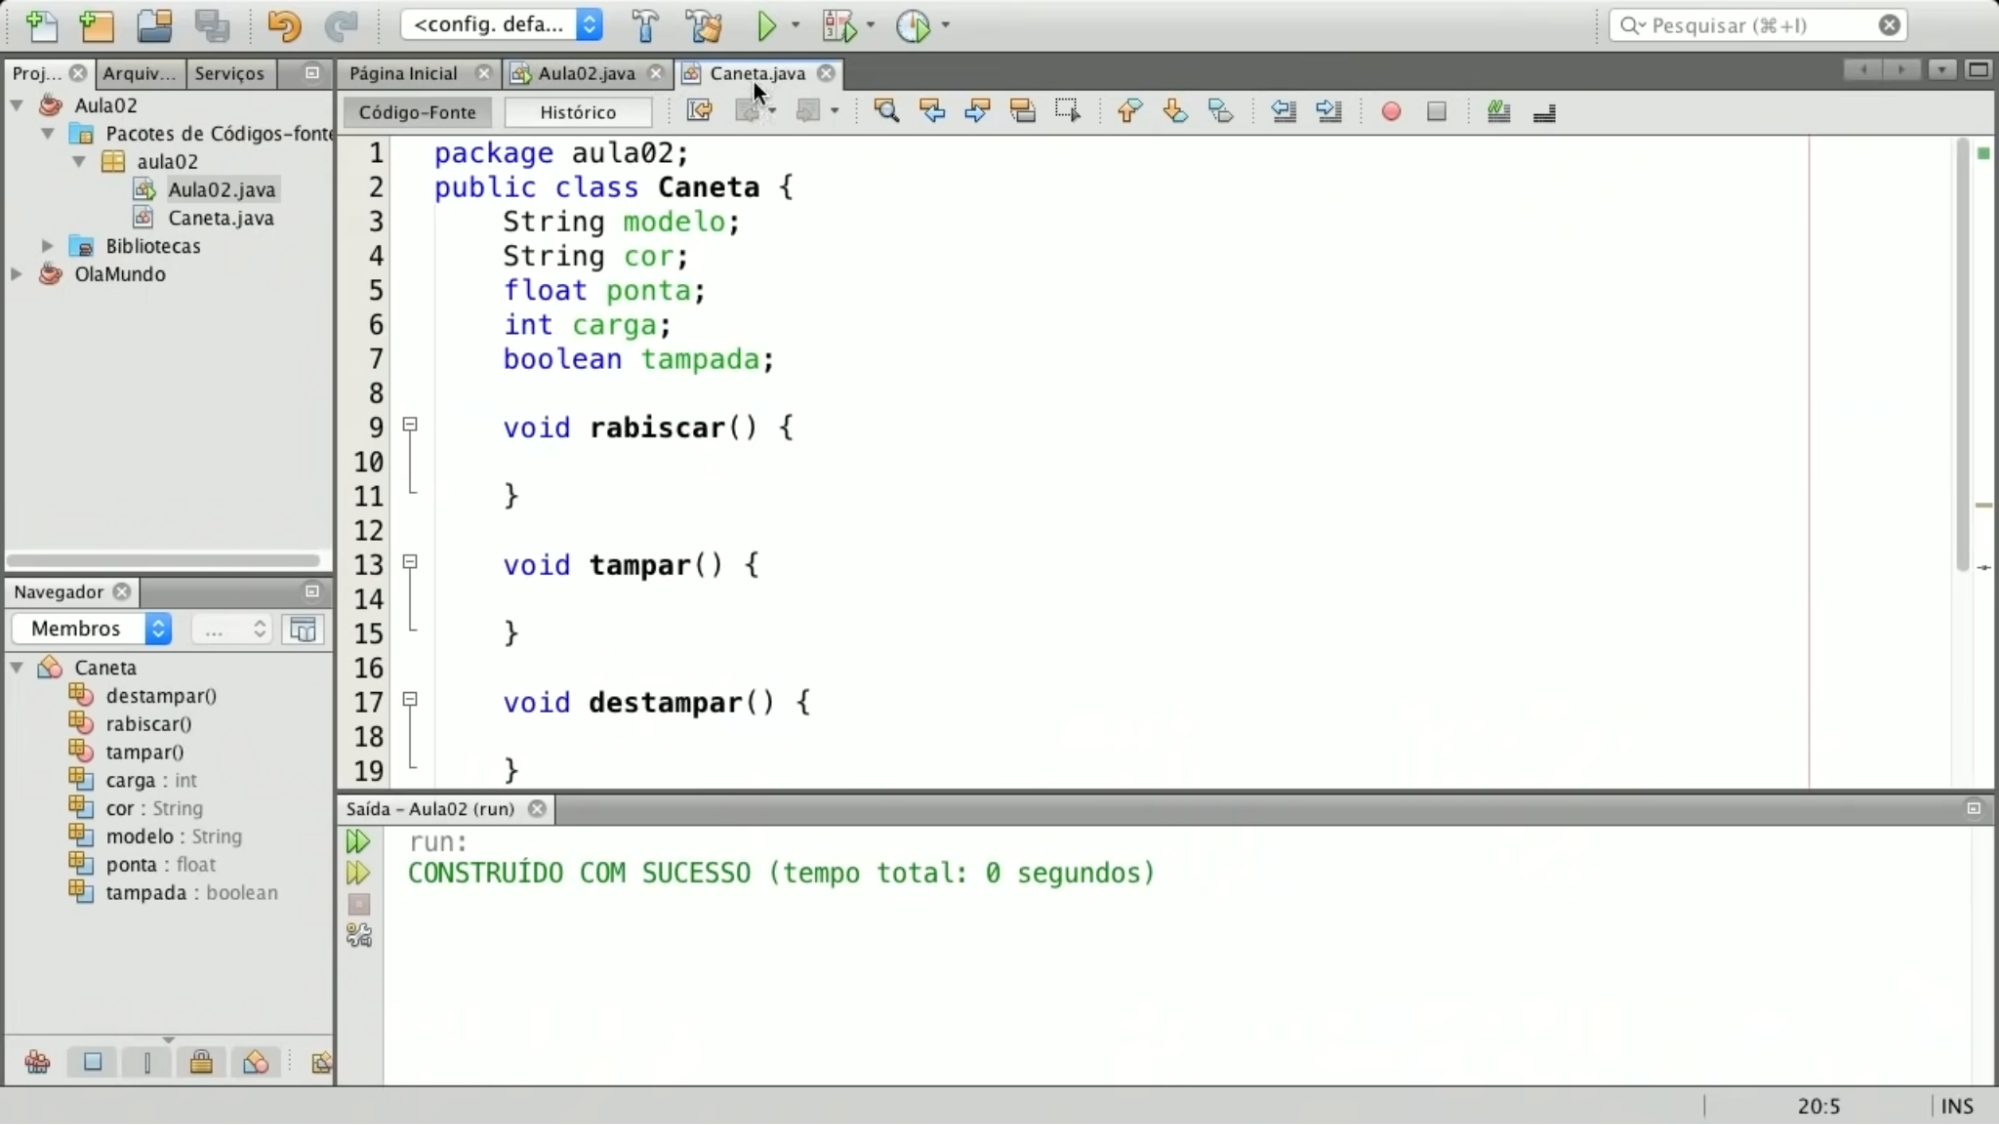 <config. defa...
Pesquisar (⌘+I)
Proj...
Arquiv...
Serviços
Página Inicial
Aula02.java
Caneta.java
Código-Fonte
Histórico
Aula02
Pacotes de Códigos-fonte
aula02
Aula02.java
Caneta.java
Bibliotecas
OlaMundo
1 package aula02;
2 public class Caneta {
3 String modelo;
4 String cor;
5 float ponta;
6 int carga;
7 boolean tampada;
8
9 void rabiscar() {
10
11 }
12
13 void tampar() {
14
15 }
16
17 void destampar() {
18
19 }
Navegador
Membros
...
Caneta
destampar()
rabiscar()
tampar()
carga : int
cor : String
modelo : String
ponta : float
tampada : boolean
Saída - Aula02 (run)
run:
CONSTRUÍDO COM SUCESSO (tempo total: 0 segundos)
20:5
INS